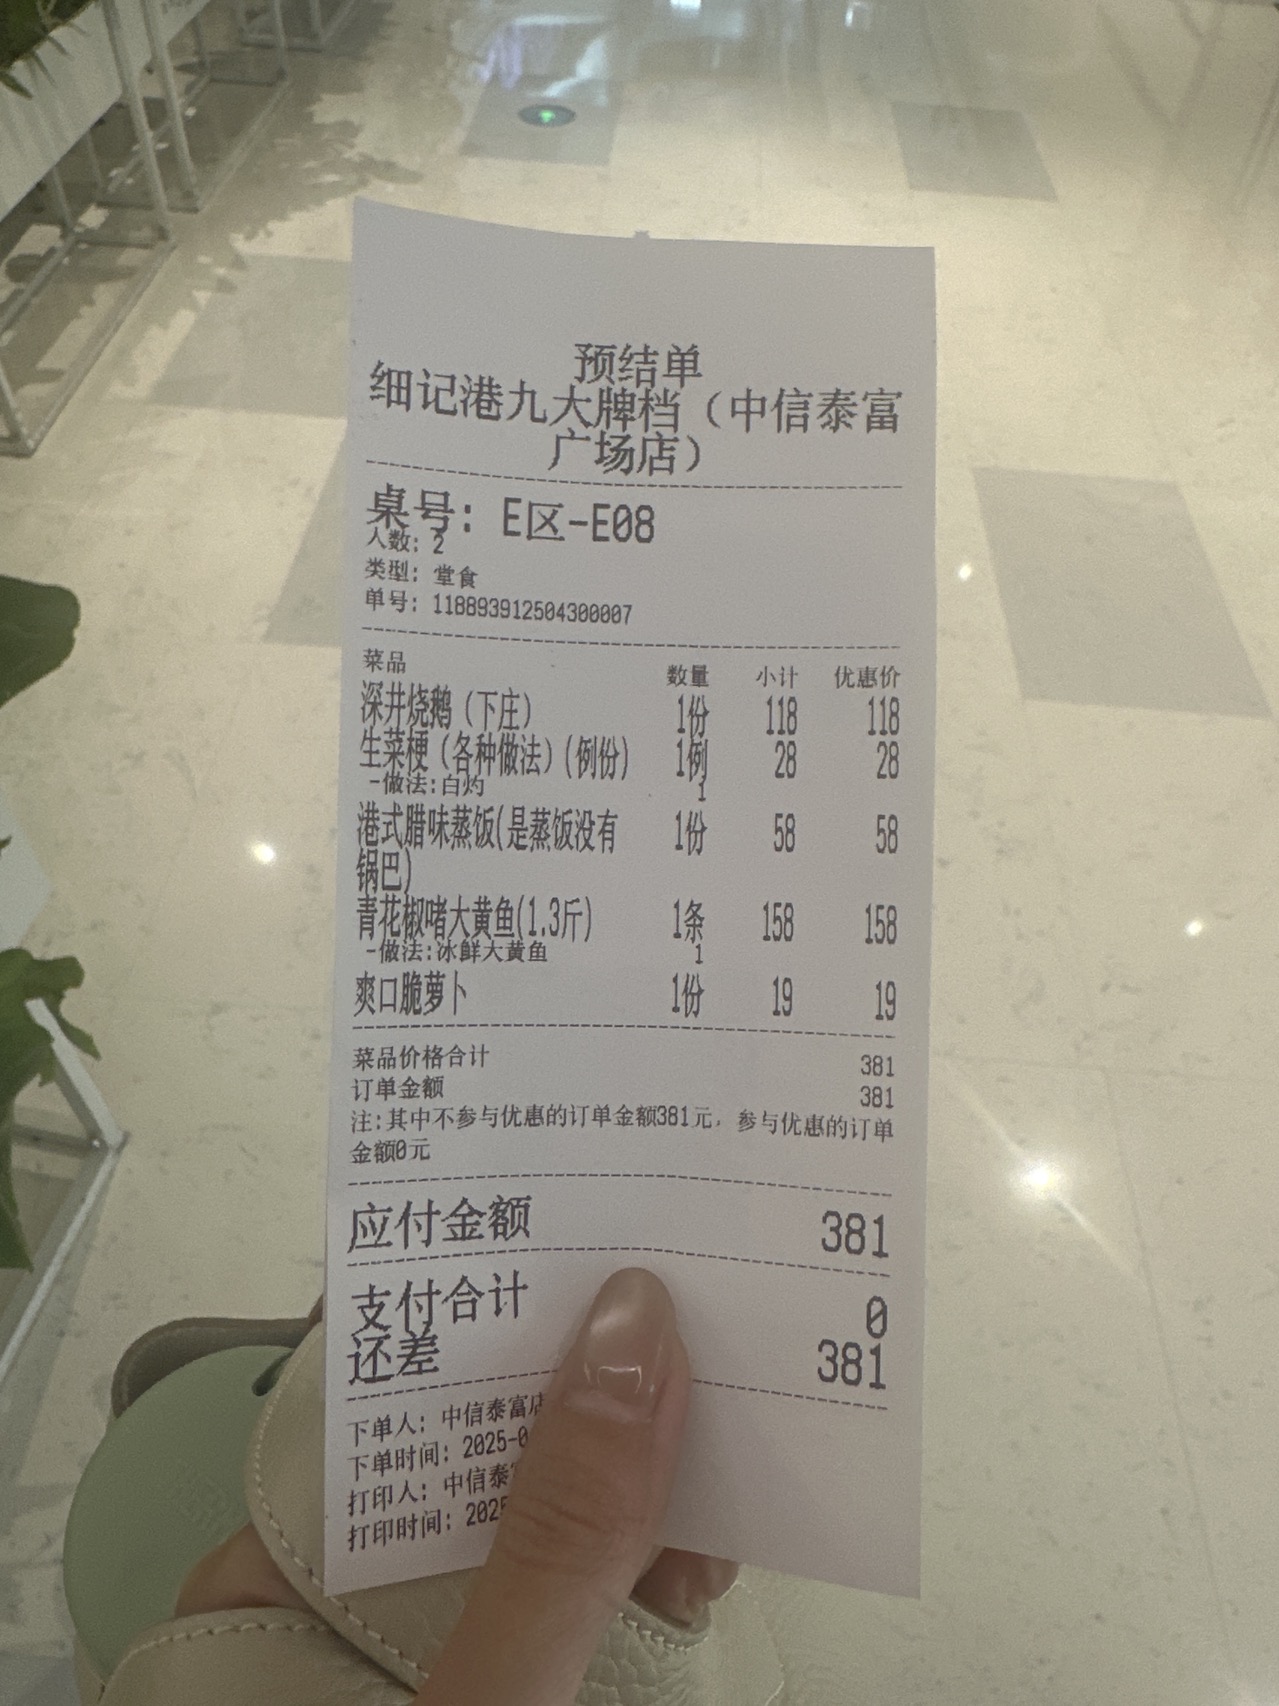 预结单
细记港九大牌档（中信泰富
广场店）
桌号: E区-E08
人数: 2
类型: 堂食
单号: 118893912504300007
菜品 数量 小计 优惠价
深井烧鹅（下庄） 1份 118 118
生菜梗（各种做法）(例份) 1例 28 28
-做法:白灼 1
港式腊味蒸饭(是蒸饭没有 1份 58 58
锅巴)
青花椒啫大黄鱼(1.3斤) 1条 158 158
-做法:冰鲜大黄鱼 1
爽口脆萝卜 1份 19 19
菜品价格合计 381
订单金额 381
注:其中不参与优惠的订单金额381元，参与优惠的订单
金额0元
应付金额 381
支付合计 0
还差 381
下单人: 中信泰富店
下单时间: 2025-0
打印人: 中信泰
打印时间: 202